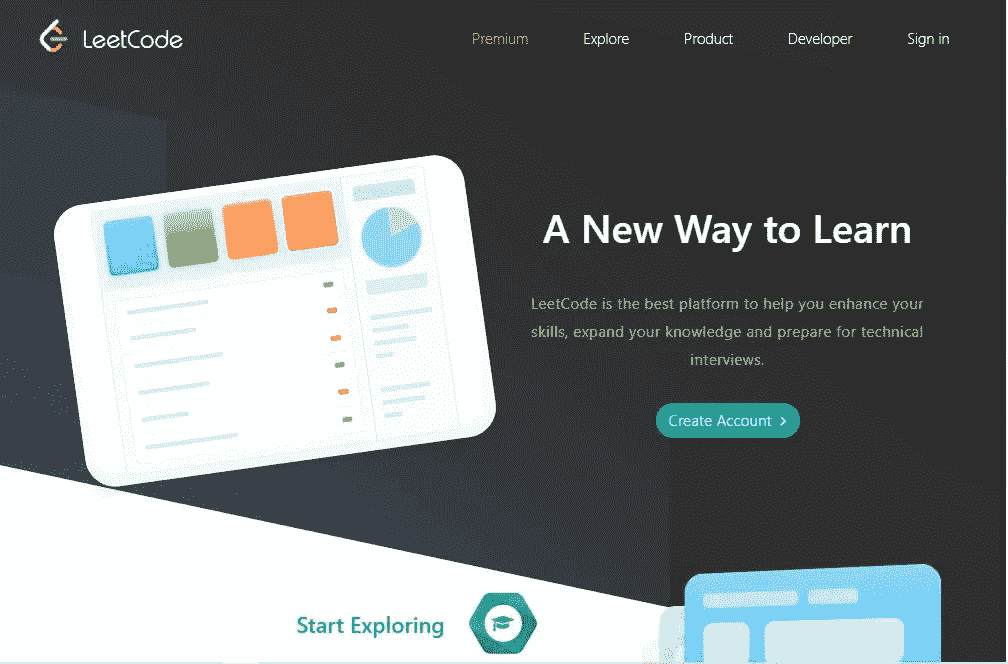 LeetCode
Premium Explore Product Developer Sign in
A New Way to Learn
LeetCode is the best platform to help you enhance your
skills, expand your knowledge and prepare for technical
interviews.
Create Account >
Start Exploring